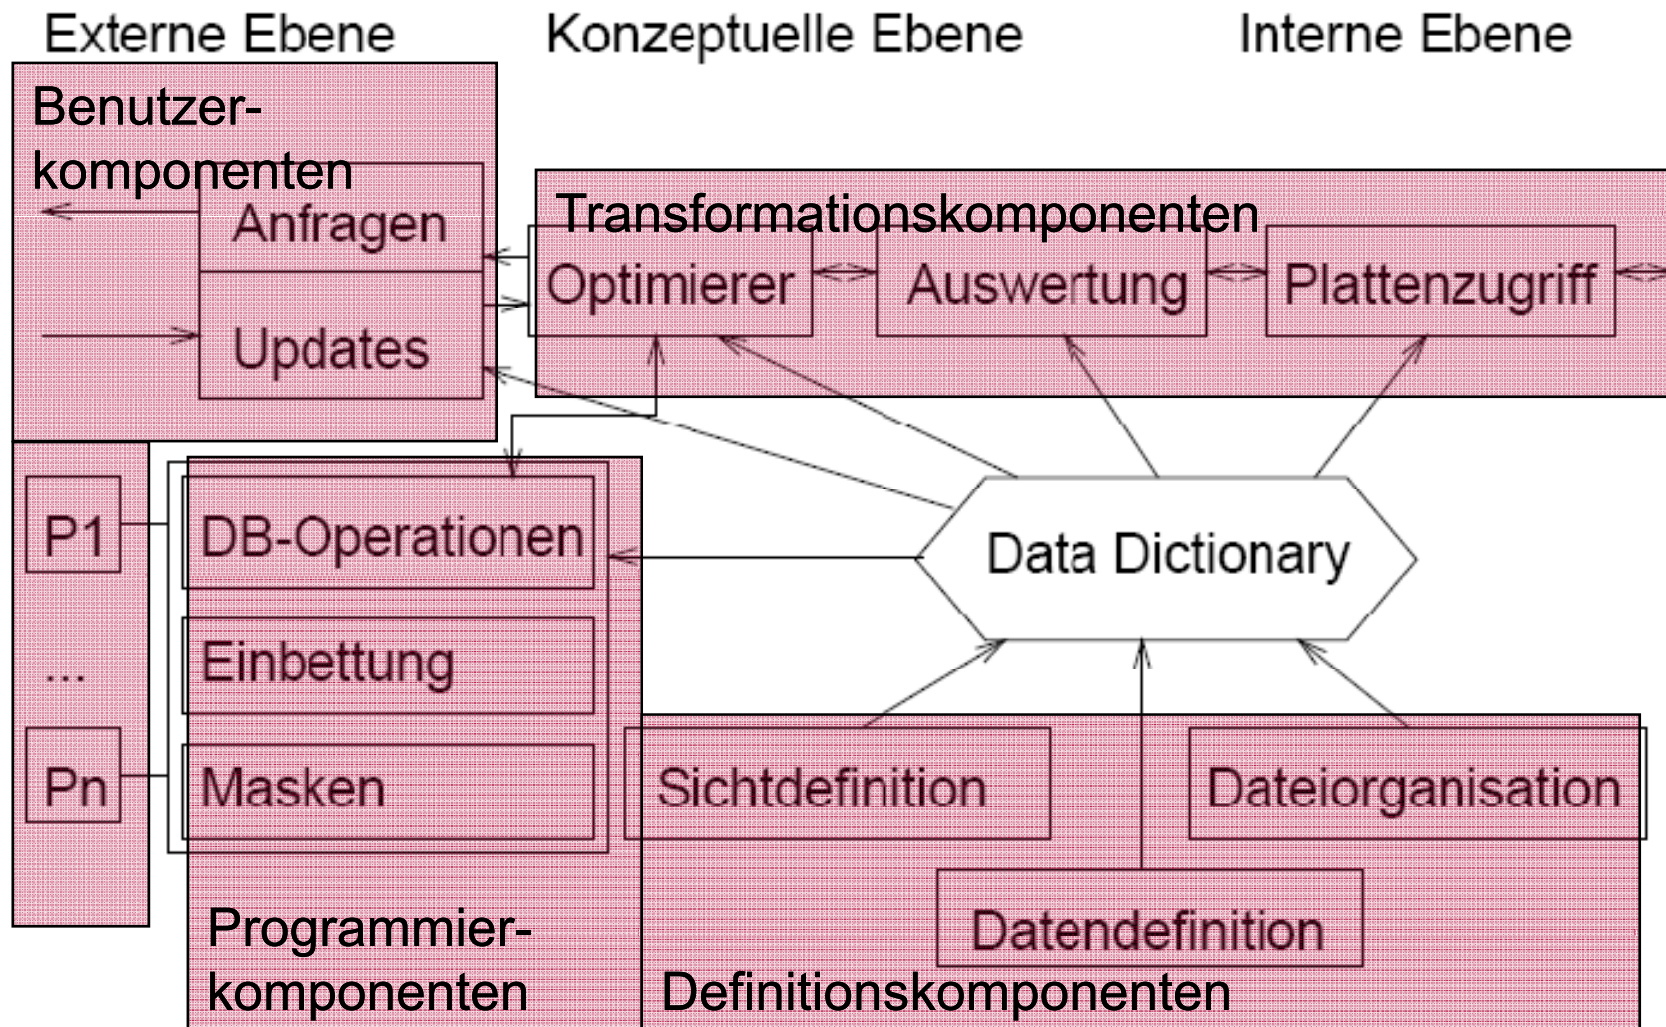 Externe Ebene
Konzeptuelle Ebene
Interne Ebene
Benutzer-
komponenten
Anfragen
Updates
Transformationskomponenten
Optimierer
Auswertung
Plattenzugriff
P1
...
Pn
DB-Operationen
Einbettung
Masken
Programmier-
komponenten
Data Dictionary
Sichtdefinition
Dateiorganisation
Datendefinition
Definitionskomponenten